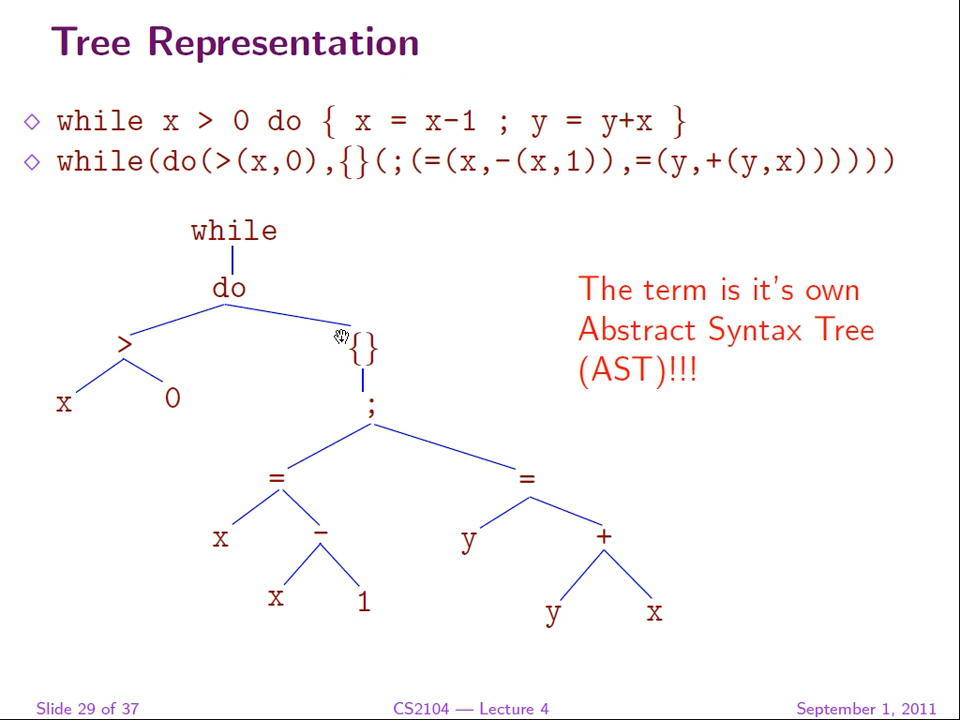 Tree Representation
while x > 0 do { x = x-1 ; y = y+x }
while(do(>(x,0),{}(;(=(x,-(x,1)),=(y,+(y,x))))))
while
do
> {}
x 0 ;
= =
x - y +
x 1 y x
The term is it's own
Abstract Syntax Tree
(AST)!!!
Slide 29 of 37 CS2104 — Lecture 4 September 1, 2011